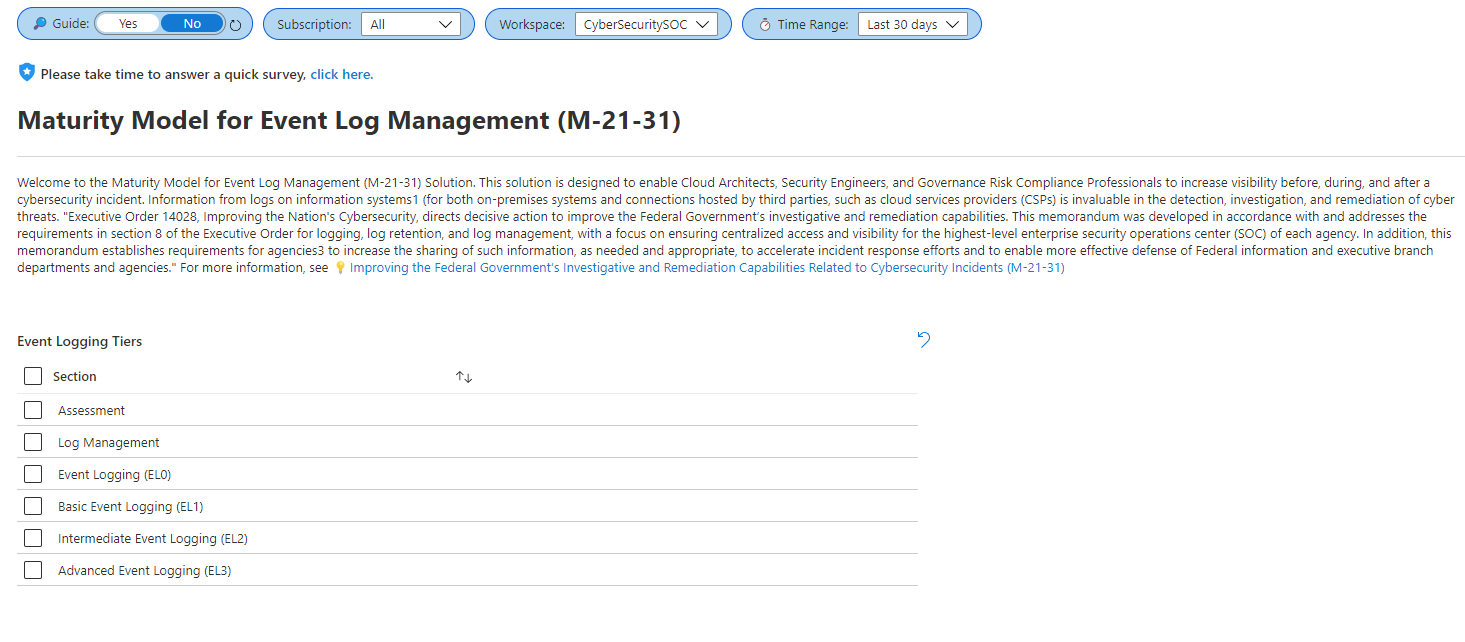 Guide: Yes No Subscription: All Workspace: CyberSecuritySOC Time Range: Last 30 days
Please take time to answer a quick survey, click here.
Maturity Model for Event Log Management (M-21-31)
Welcome to the Maturity Model for Event Log Management (M-21-31) Solution. This solution is designed to enable Cloud Architects, Security Engineers, and Governance Risk Compliance Professionals to increase visibility before, during, and after a
cybersecurity incident. Information from logs on information systems1 (for both on-premises systems and connections hosted by third parties, such as cloud services providers (CSPs) is invaluable in the detection, investigation, and remediation of cyber
threats. "Executive Order 14028, Improving the Nation's Cybersecurity, directs decisive action to improve the Federal Government's investigative and remediation capabilities. This memorandum was developed in accordance with and addresses the
requirements in section 8 of the Executive Order for logging, log retention, and log management, with a focus on ensuring centralized access and visibility for the highest-level enterprise security operations center (SOC) of each agency. In addition, this
memorandum establishes requirements for agencies3 to increase the sharing of such information, as needed and appropriate, to accelerate incident response efforts and to enable more effective defense of Federal information and executive branch
departments and agencies." For more information, see Improving the Federal Government's Investigative and Remediation Capabilities Related to Cybersecurity Incidents (M-21-31)
Event Logging Tiers
Section
Assessment
Log Management
Event Logging (EL0)
Basic Event Logging (EL1)
Intermediate Event Logging (EL2)
Advanced Event Logging (EL3)